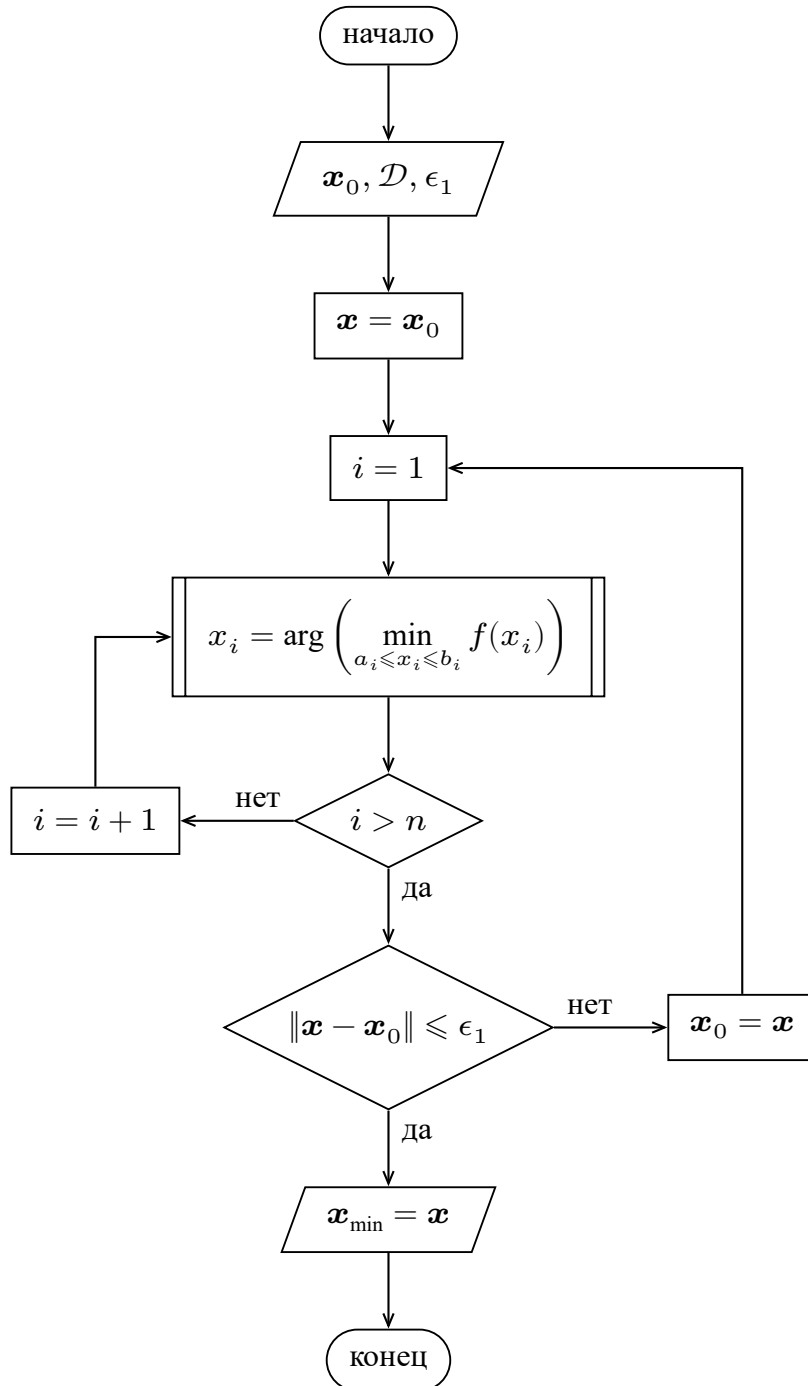 начало
𝒙₀, 𝒟, ϵ₁
𝒙 = 𝒙₀
i = 1
xᵢ = arg ( min f(xᵢ) )
aᵢ ⩽ xᵢ ⩽ bᵢ
нет
i = i + 1
i > n
да
‖𝒙 − 𝒙₀‖ ⩽ ϵ₁
нет
𝒙₀ = 𝒙
да
𝒙_min = 𝒙
конец